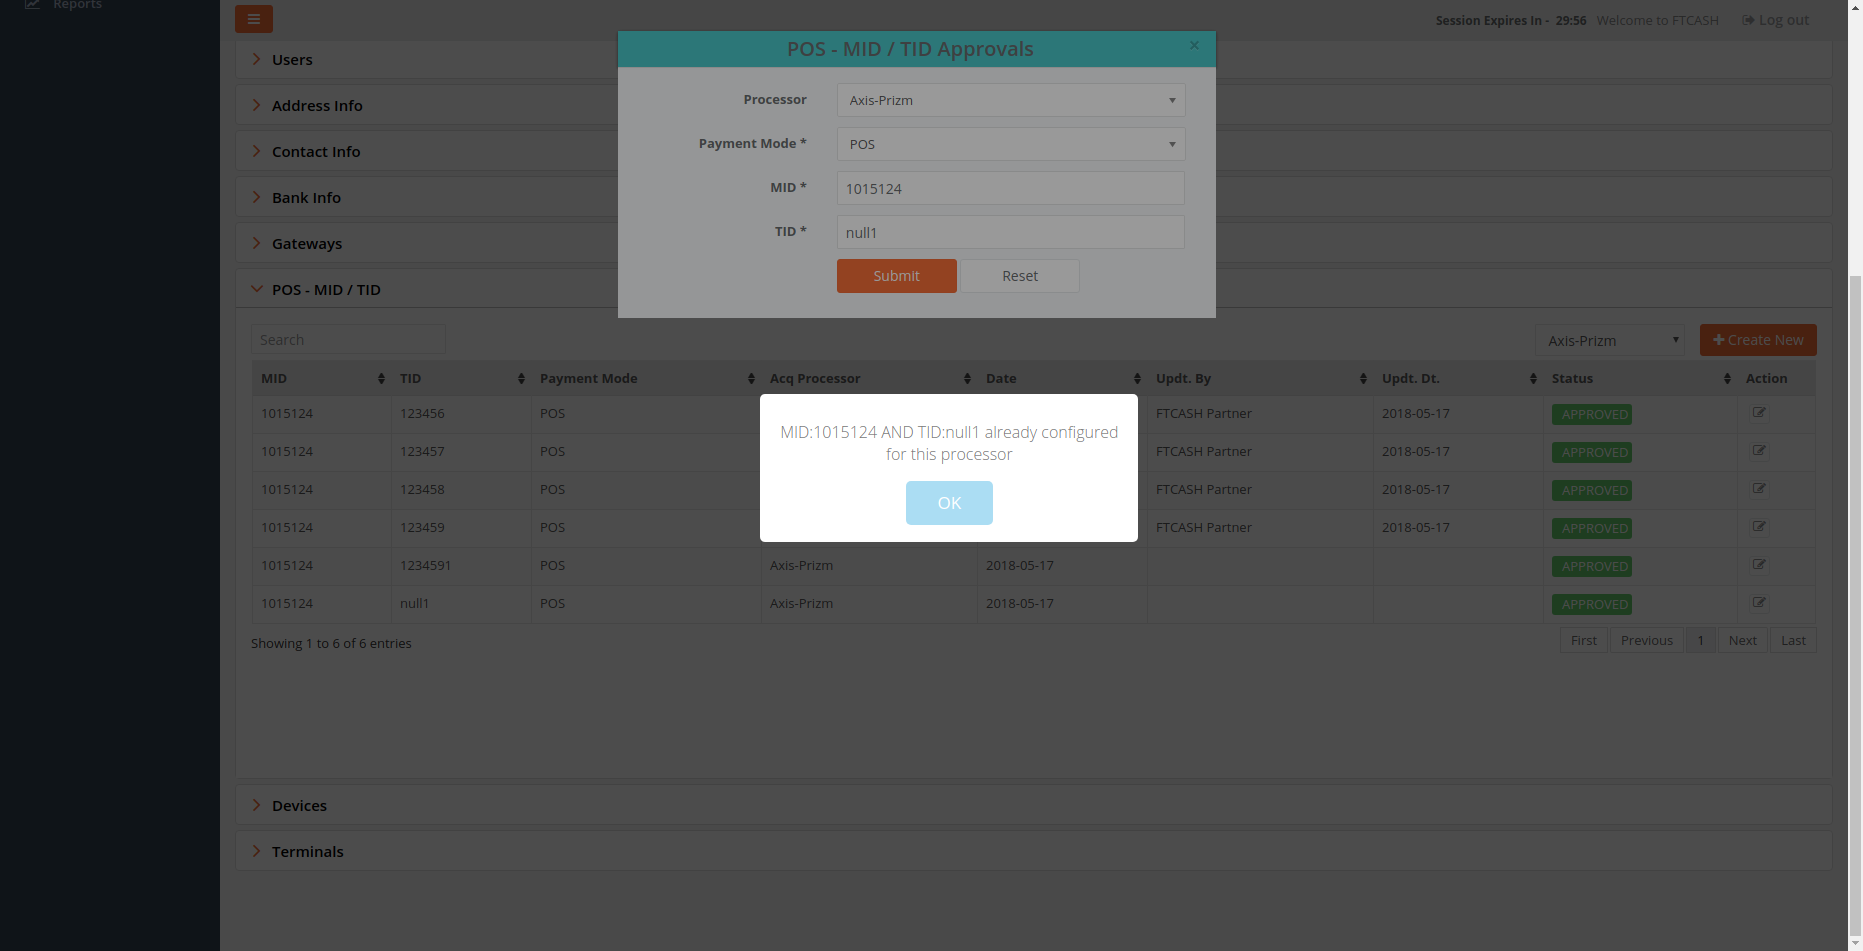 Reports
Session Expires In - 29:56 Welcome to FTCASH Log out
POS - MID / TID Approvals ×
Users
Address Info
Contact Info
Bank Info
Gateways
POS - MID / TID
Processor Axis-Prizm
Payment Mode * POS
MID * 1015124
TID * null1
Submit Reset
Search Axis-Prizm Create New
MID TID Payment Mode Acq Processor Date Updt. By Updt. Dt. Status Action
1015124 123456 POS FTCASH Partner 2018-05-17 APPROVED
1015124 123457 POS FTCASH Partner 2018-05-17 APPROVED
1015124 123458 POS FTCASH Partner 2018-05-17 APPROVED
1015124 123459 POS FTCASH Partner 2018-05-17 APPROVED
1015124 1234591 POS Axis-Prizm 2018-05-17 APPROVED
1015124 null1 POS Axis-Prizm 2018-05-17 APPROVED
MID:1015124 AND TID:null1 already configured
for this processor
OK
Showing 1 to 6 of 6 entries First Previous 1 Next Last
Devices
Terminals